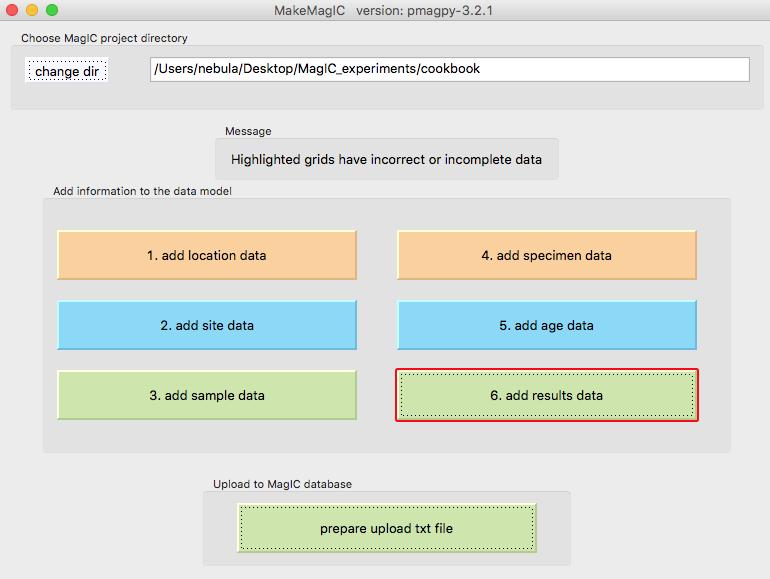 MakeMagIC version: pmagpy-3.2.1
Choose MagIC project directory
change dir
/Users/nebula/Desktop/MagIC_experiments/cookbook
Message
Highlighted grids have incorrect or incomplete data
Add information to the data model
1. add location data
4. add specimen data
2. add site data
5. add age data
3. add sample data
6. add results data
Upload to MagIC database
prepare upload txt file